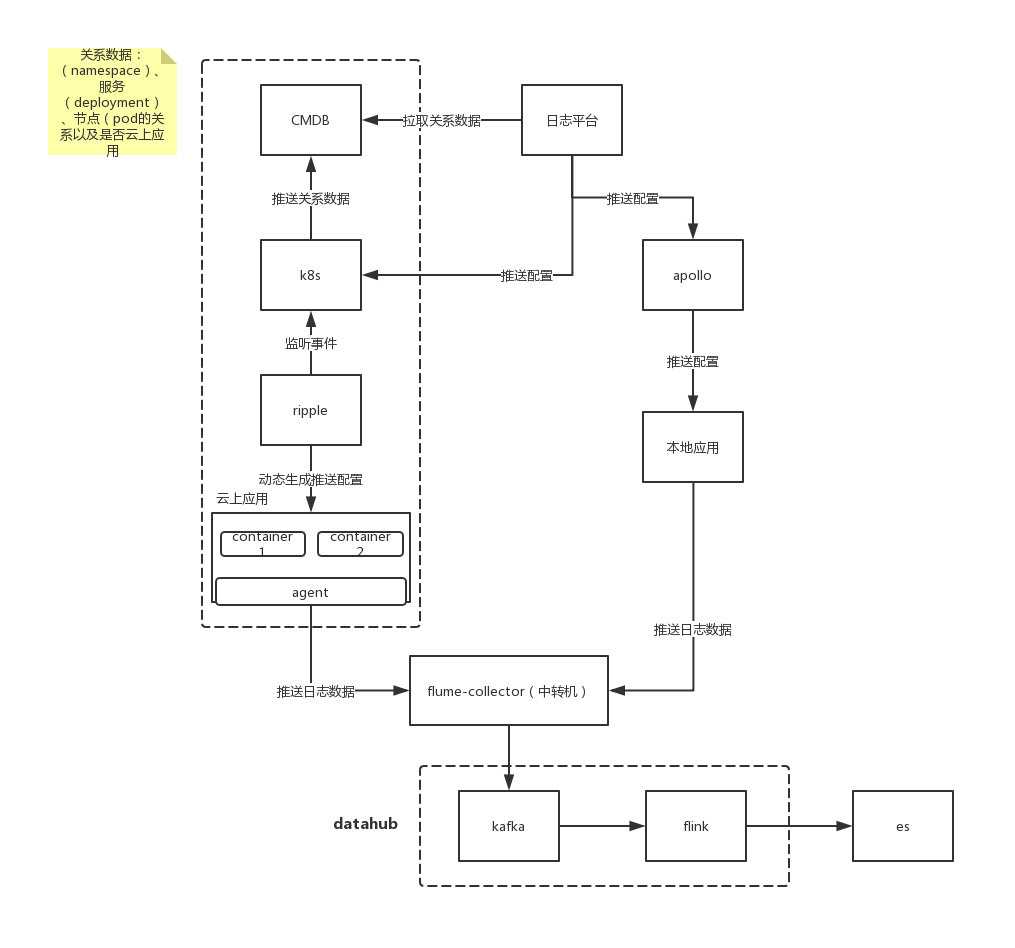 关系数据：
（namespace）、
服务
（deployment）
、节点（pod的关
系以及是否云上应
用
CMDB
拉取关系数据
日志平台
推送关系数据
推送配置
k8s
推送配置
apollo
监听事件
推送配置
ripple
本地应用
动态生成推送配置
云上应用
container
1
container
2
agent
推送日志数据
推送日志数据
flume-collector（中转机）
datahub
kafka
flink
es